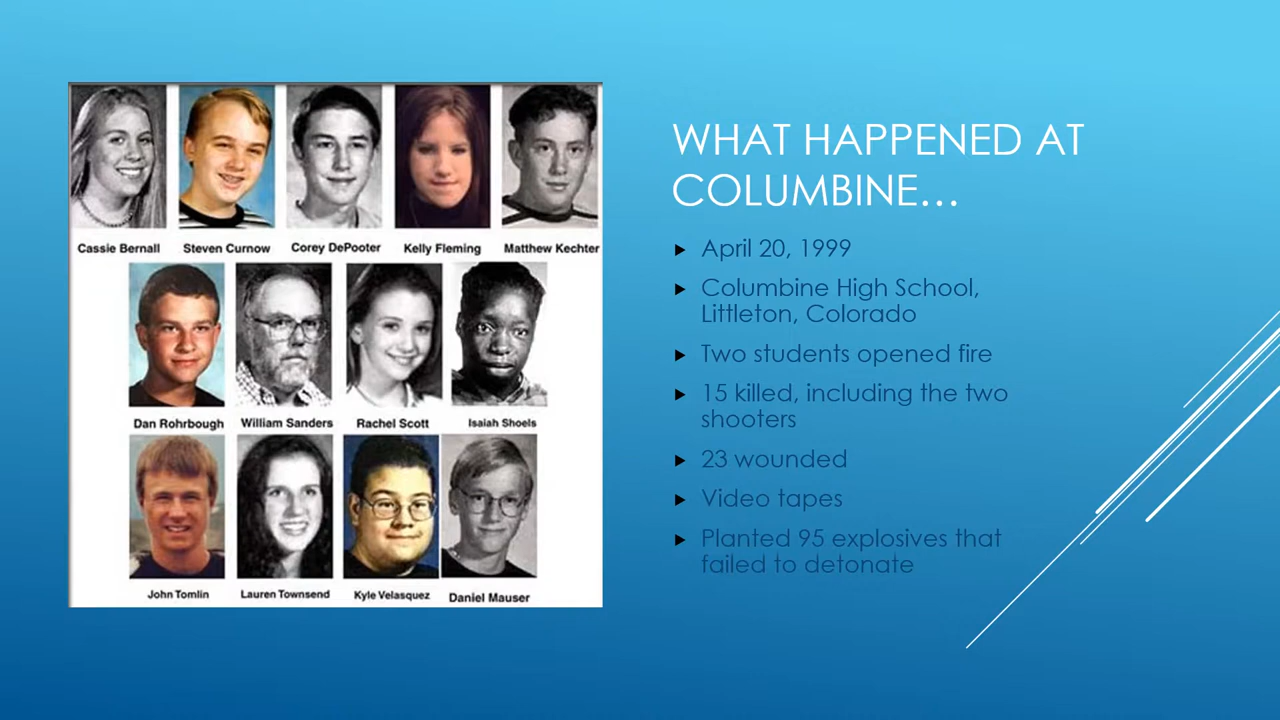 WHAT HAPPENED AT
COLUMBINE...
April 20, 1999
Columbine High School,
Littleton, Colorado
Two students opened fire
15 killed, including the two
shooters
23 wounded
Video tapes
Planted 95 explosives that
failed to detonate
Cassie Bernall Steven Curnow Corey DePooter Kelly Fleming Matthew Kechter
Dan Rohrbough William Sanders Rachel Scott Isaiah Shoels
John Tomlin Lauren Townsend Kyle Velasquez Daniel Mauser